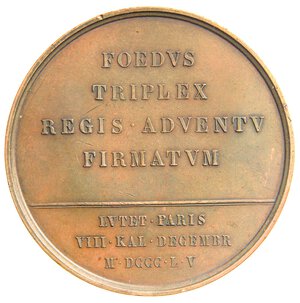 FOEDVS
TRIPLEX
REGIS · ADVENTV
FIRMATVM
LVTET · PARIS
VIII · KAL · DECEMBR
M · DCCC · L · V